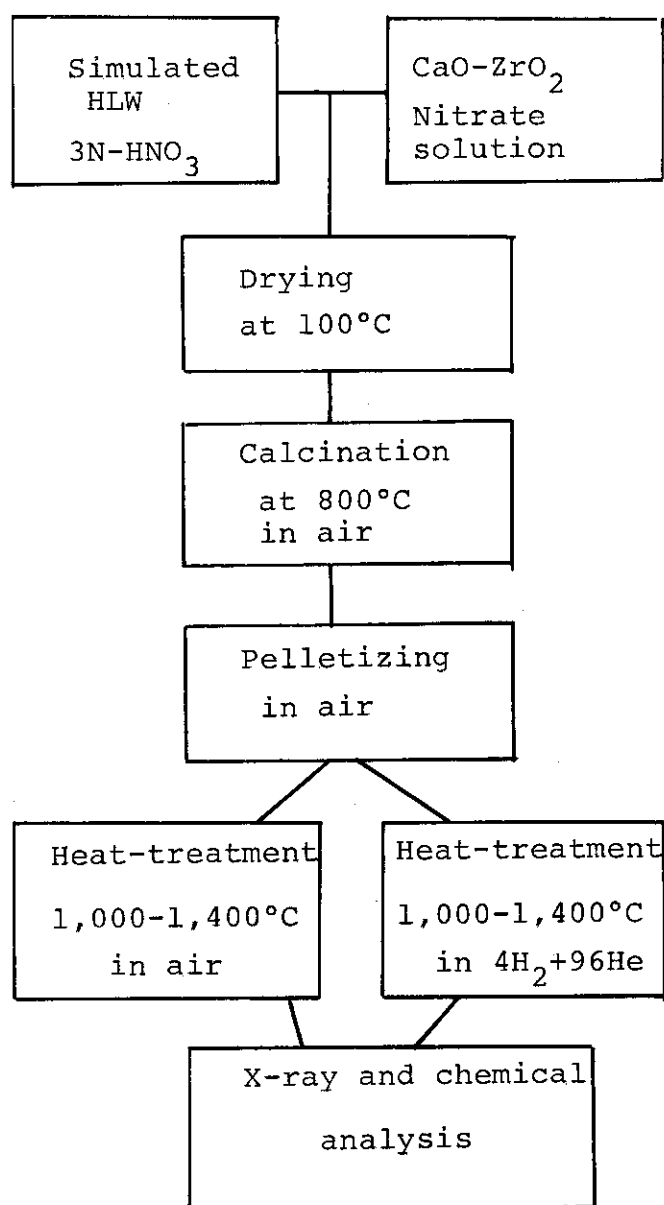 Simulated
HLW
3N-HNO3
CaO-ZrO2
Nitrate
solution
Drying
at 100°C
Calcination
at 800°C
in air
Pelletizing
in air
Heat-treatment
1,000-1,400°C
in air
Heat-treatment
1,000-1,400°C
in 4H2+96He
X-ray and chemical
analysis